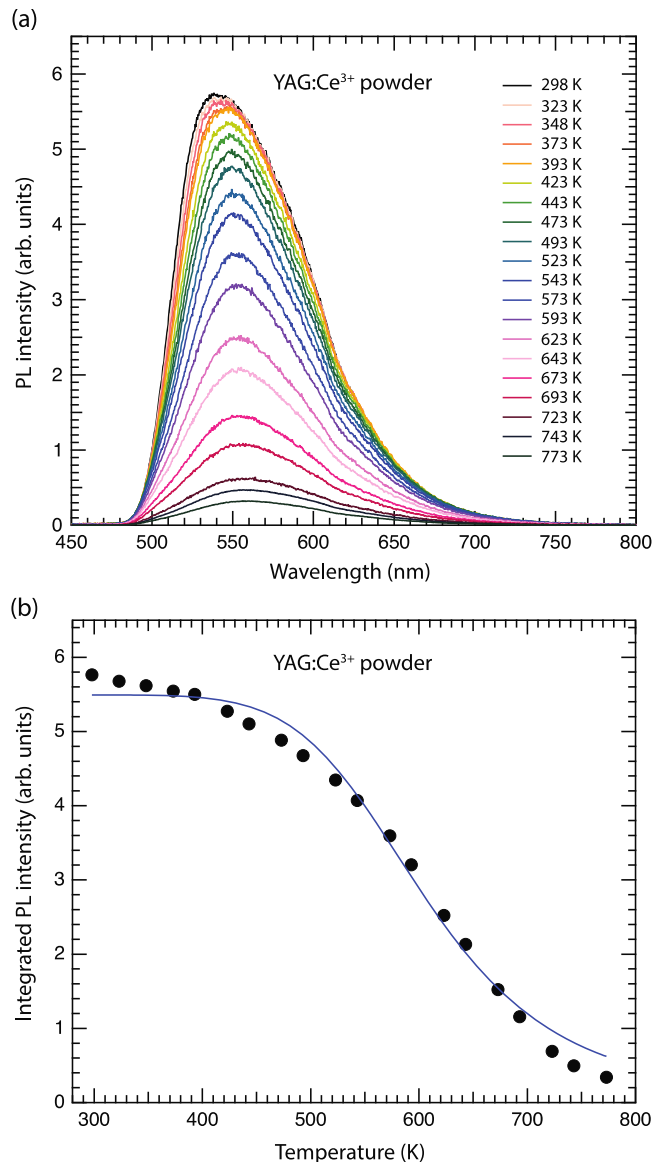 (a)
6
5
4
3
2
1
0
PL intensity (arb. units)
YAG:Ce³⁺ powder
298 K
323 K
348 K
373 K
393 K
423 K
443 K
473 K
493 K
523 K
543 K
573 K
593 K
623 K
643 K
673 K
693 K
723 K
743 K
773 K
450 500 550 600 650 700 750 800
Wavelength (nm)
(b)
6
5
4
3
2
1
0
Integrated PL intensity (arb. units)
YAG:Ce³⁺ powder
300 400 500 600 700 800
Temperature (K)